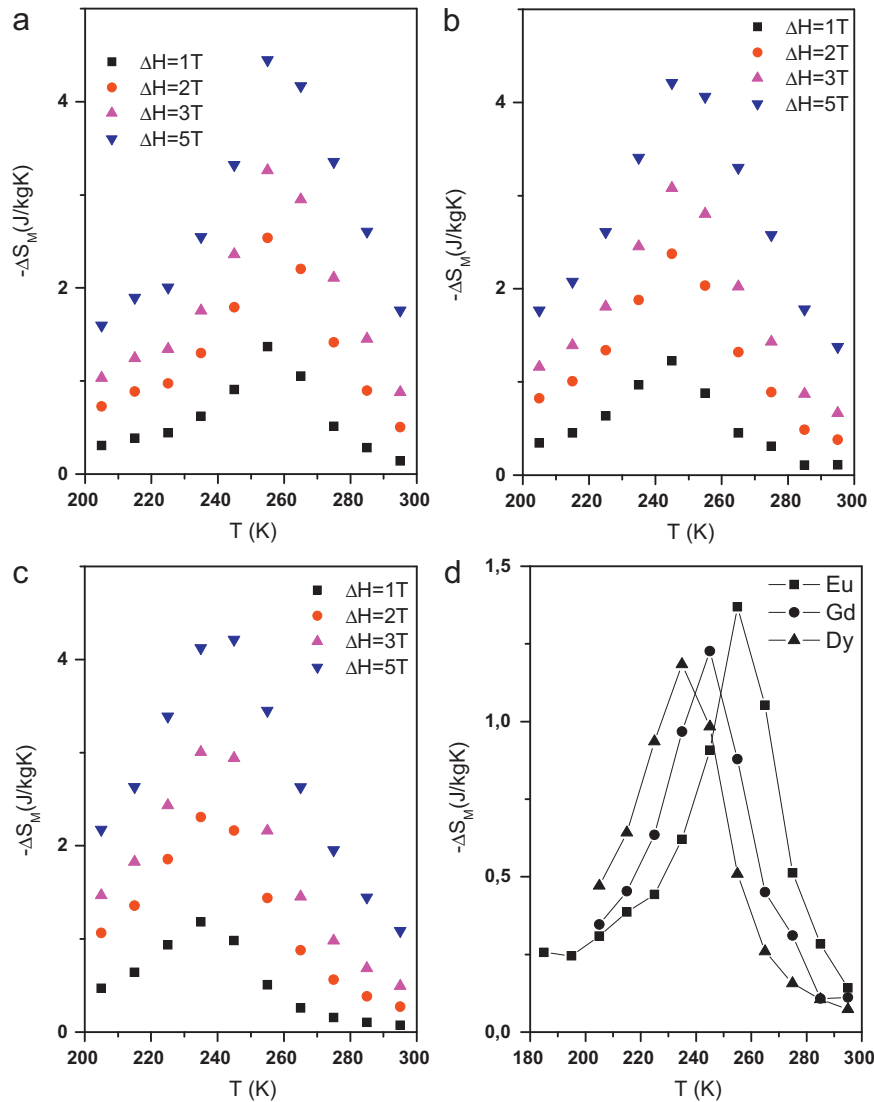 a
ΔH=1T
ΔH=2T
ΔH=3T
ΔH=5T
4
2
0
-ΔS_M(J/kgK)
200 220 240 260 280 300
T (K)
b
ΔH=1T
ΔH=2T
ΔH=3T
ΔH=5T
4
2
0
-ΔS_M(J/kgK)
200 220 240 260 280 300
T (K)
c
ΔH=1T
ΔH=2T
ΔH=3T
ΔH=5T
4
2
0
-ΔS_M(J/kgK)
200 220 240 260 280 300
T (K)
d
Eu
Gd
Dy
1,5
1,0
0,5
0,0
-ΔS_M(J/kgK)
180 200 220 240 260 280 300
T (K)